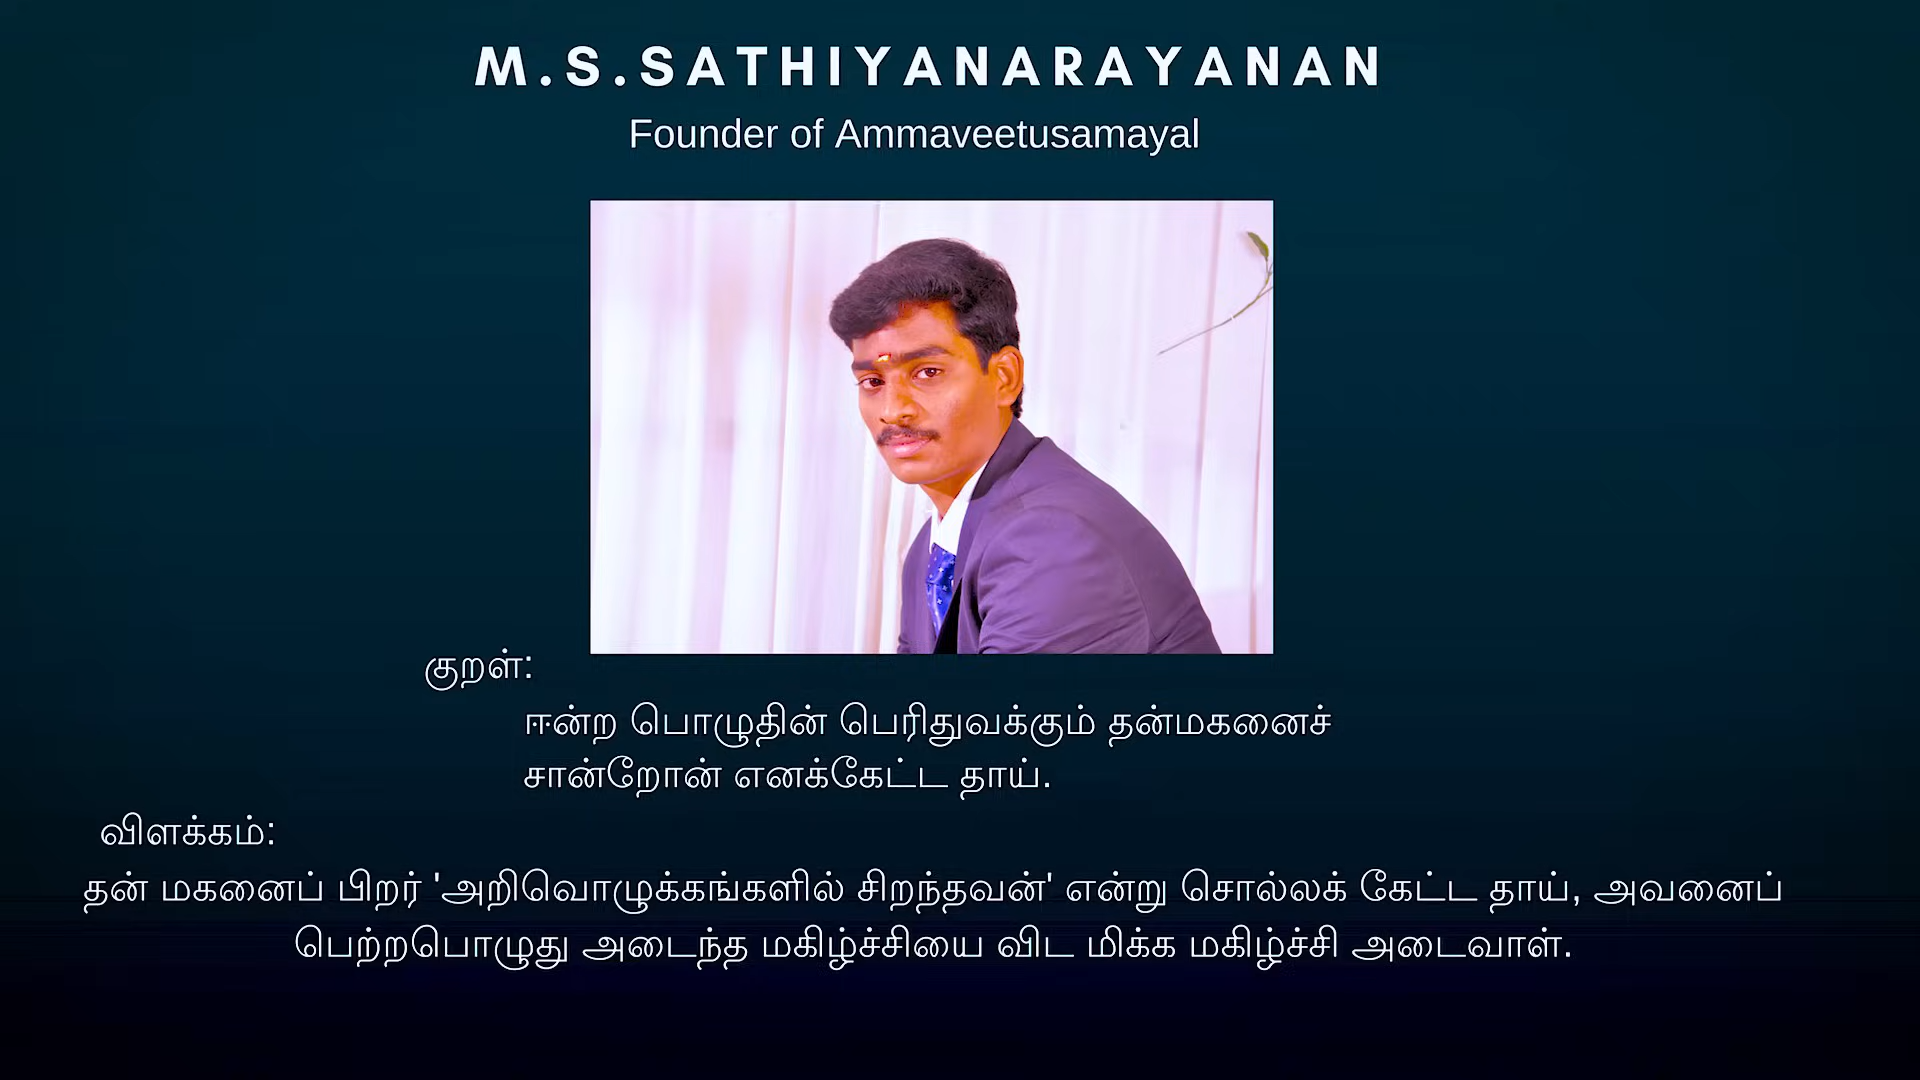 M.S.SATHIYANARAYANAN
Founder of Ammaveetusamayal
குறள்:
ஈன்ற பொழுதின் பெரிதுவக்கும் தன்மகனைச்
சான்றோன் எனக்கேட்ட தாய்.
விளக்கம்:
தன் மகனைப் பிறர் 'அறிவொழுக்கங்களில் சிறந்தவன்' என்று சொல்லக் கேட்ட தாய், அவனைப்
பெற்றபொழுது அடைந்த மகிழ்ச்சியை விட மிக்க மகிழ்ச்சி அடைவாள்.